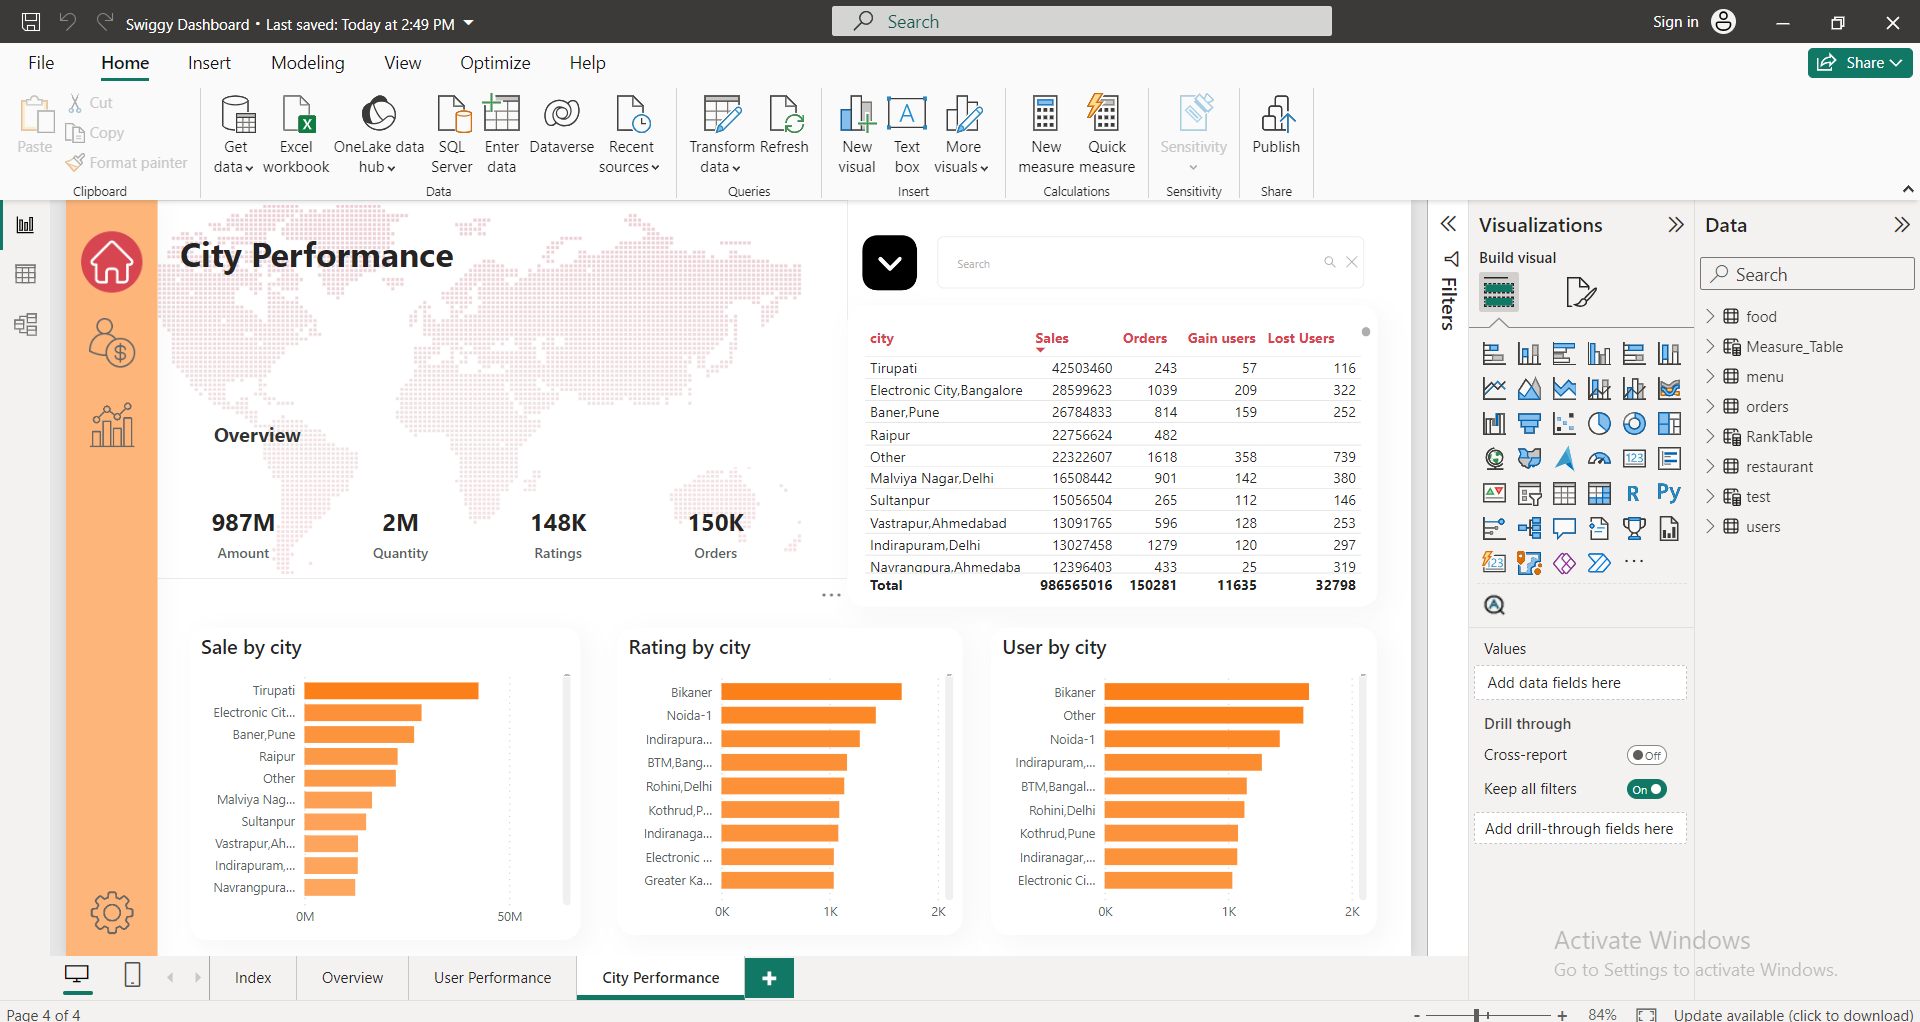 Swiggy Dashboard • Last saved: Today at 2:49 PM
Search
Sign in
File
Home
Insert
Modeling
View
Optimize
Help
Share
Paste
Cut
Copy
Format painter
Clipboard
Get data
Excel workbook
OneLake data hub
SQL Server
Enter data
Dataverse
Recent sources
Data
Transform data
Refresh
Queries
New visual
Text box
More visuals
Insert
New measure
Quick measure
Calculations
Sensitivity
Sensitivity
Publish
Share
City Performance
Overview
987M
Amount
2M
Quantity
148K
Ratings
150K
Orders
Search
city Sales Orders Gain users Lost Users
Tirupati 42503460 243 57 116
Electronic City,Bangalore 28599623 1039 209 322
Baner,Pune 26784833 814 159 252
Raipur 22756624 482
Other 22322607 1618 358 739
Malviya Nagar,Delhi 16508442 901 142 380
Sultanpur 15056504 265 112 146
Vastrapur,Ahmedabad 13091765 596 128 253
Indirapuram,Delhi 13027458 1279 120 297
Navrangpura,Ahmedaba 12396403 433 25 319
Total 986565016 150281 11635 32798
Sale by city
Tirupati
Electronic Cit...
Baner,Pune
Raipur
Other
Malviya Nag...
Sultanpur
Vastrapur,Ah...
Indirapuram,...
Navrangpura...
0M 50M
Rating by city
Bikaner
Noida-1
Indirapura...
BTM,Bang...
Rohini,Delhi
Kothrud,P...
Indiranaga...
Electronic ...
Greater Ka...
0K 1K 2K
User by city
Bikaner
Other
Noida-1
Indirapuram,...
BTM,Bangal...
Rohini,Delhi
Kothrud,Pune
Indiranagar,...
Electronic Ci...
0K 1K 2K
Filters
Visualizations
Build visual
123
R
Py
123
Values
Add data fields here
Drill through
Cross-report
Off
Keep all filters
On
Add drill-through fields here
Data
Search
food
Measure_Table
menu
orders
RankTable
restaurant
test
users
Activate Windows
Go to Settings to activate Windows.
Index
Overview
User Performance
City Performance
Page 4 of 4
- + 84%
Update available (click to download)